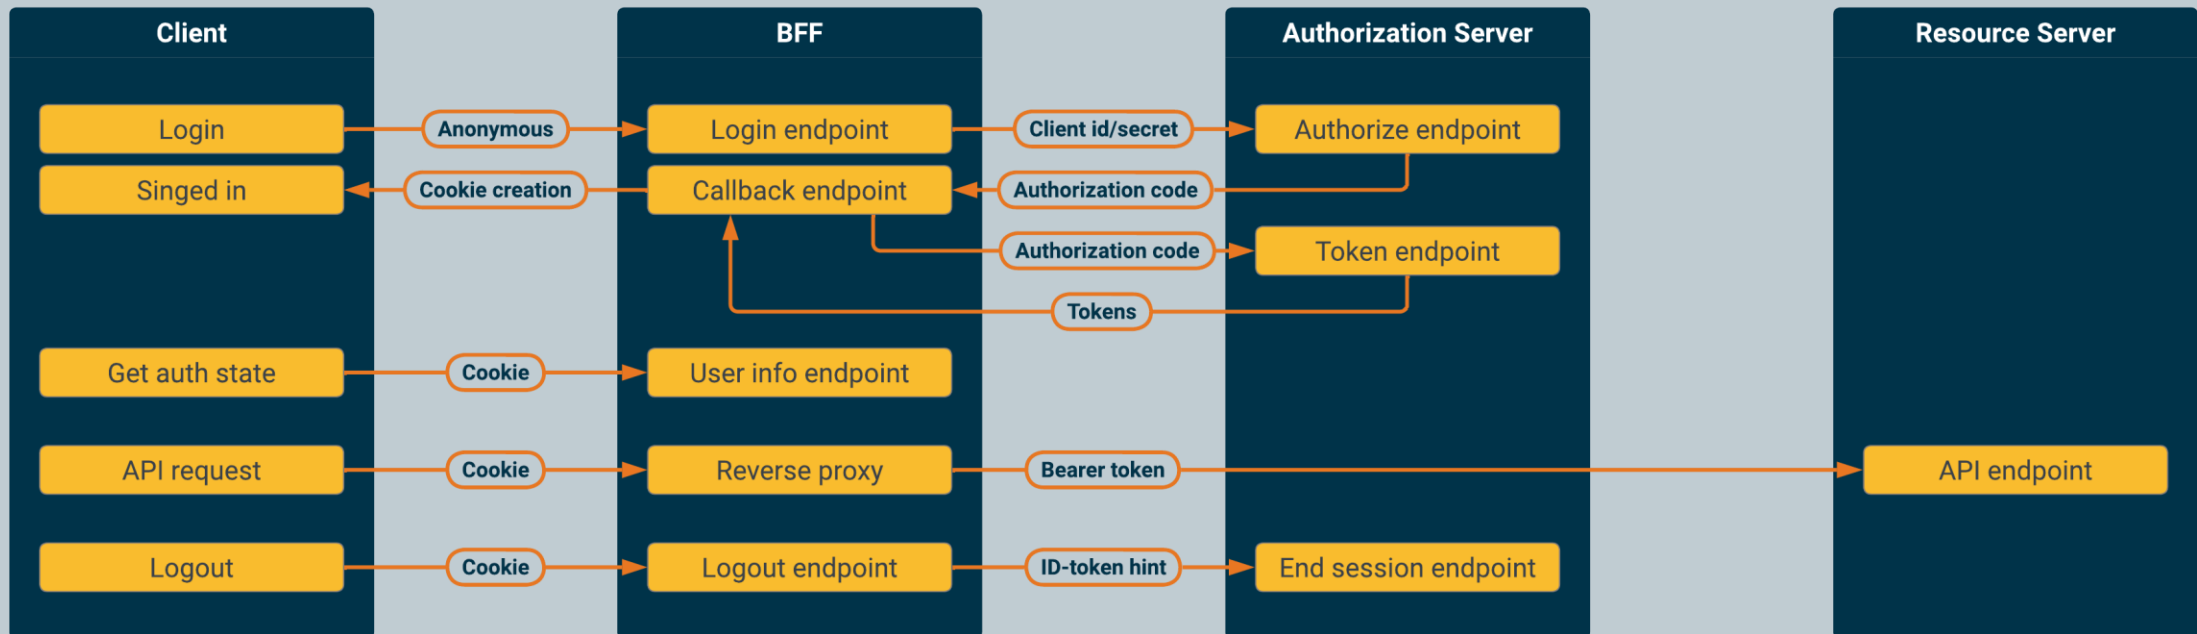 Client
BFF
Authorization Server
Resource Server
Login
Anonymous
Login endpoint
Client id/secret
Authorize endpoint
Singed in
Cookie creation
Callback endpoint
Authorization code
Authorization code
Token endpoint
Tokens
Get auth state
Cookie
User info endpoint
API request
Cookie
Reverse proxy
Bearer token
API endpoint
Logout
Cookie
Logout endpoint
ID-token hint
End session endpoint